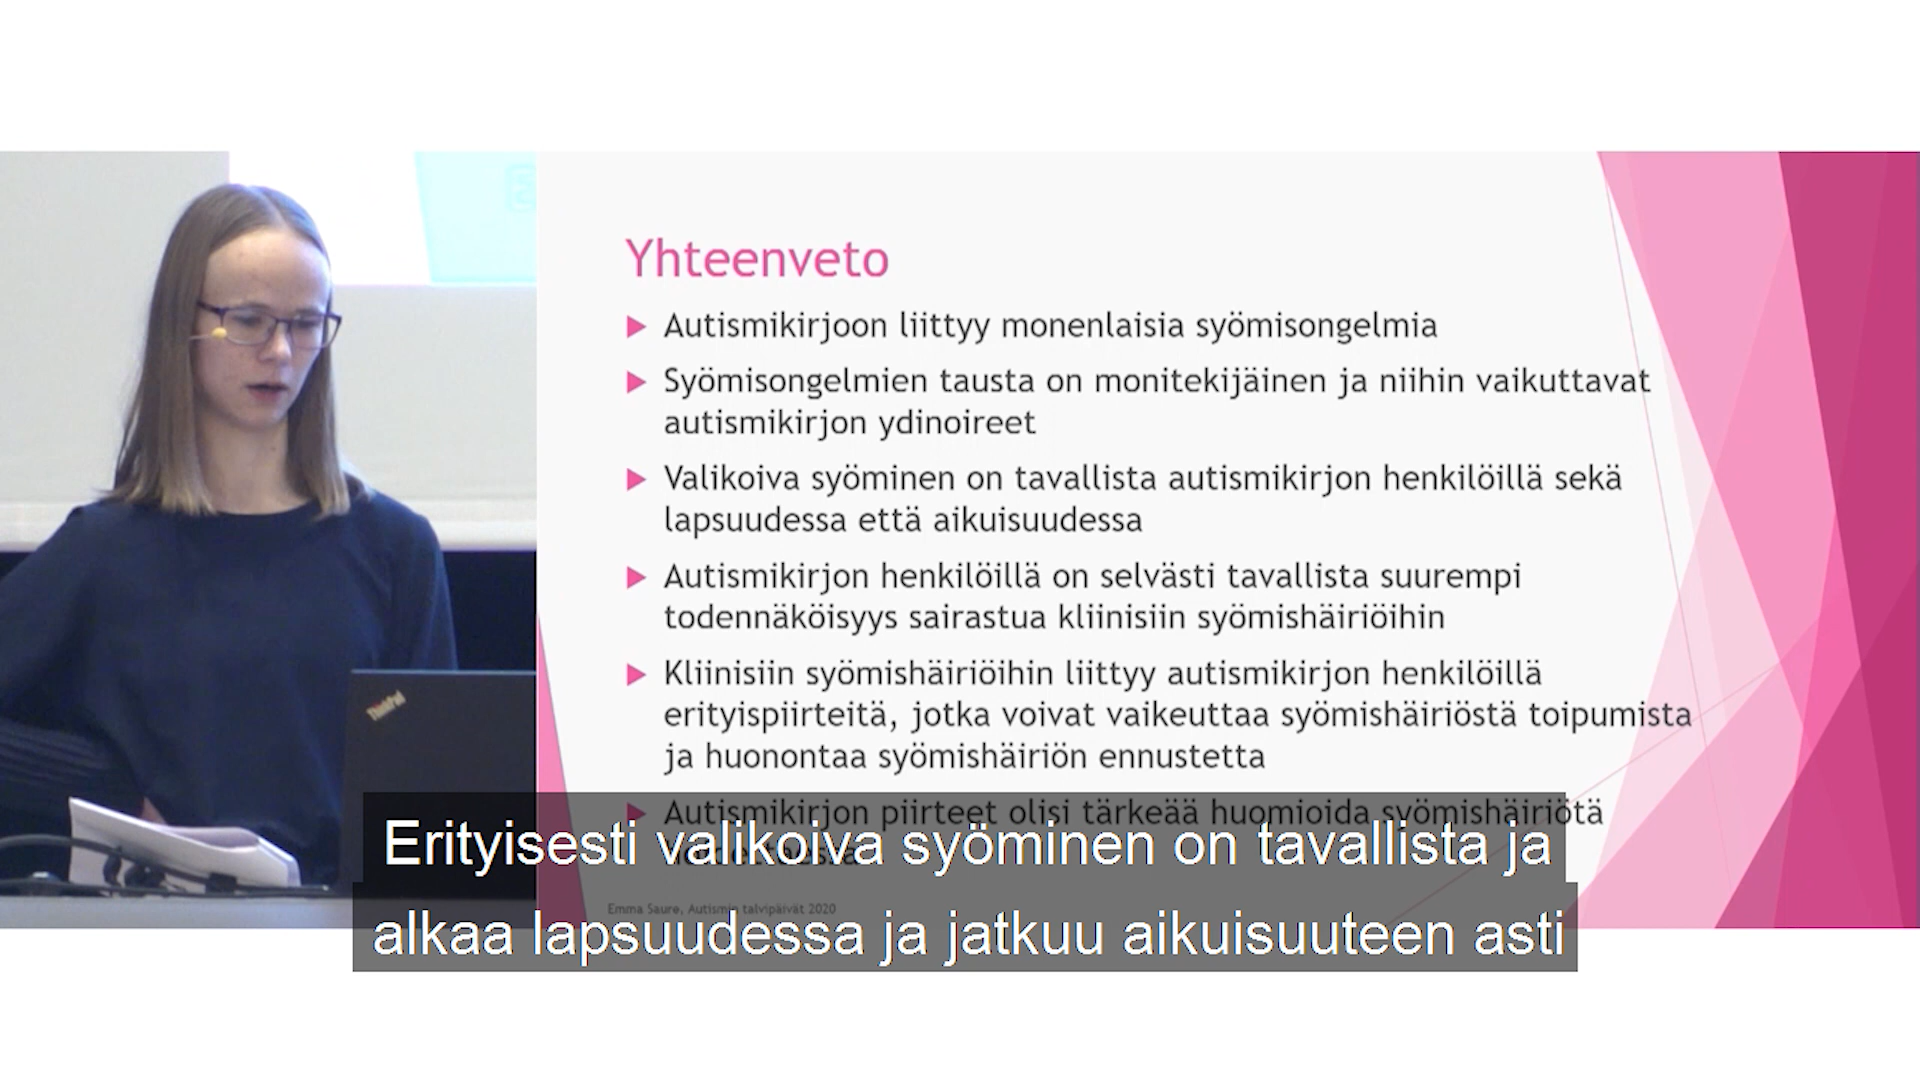 Yhteenveto
Autismikirjoon liittyy monenlaisia syömisongelmia
Syömisongelmien tausta on monitekijäinen ja niihin vaikuttavat
autismikirjon ydinoireet
Valikoiva syöminen on tavallista autismikirjon henkilöillä sekä
lapsuudessa että aikuisuudessa
Autismikirjon henkilöillä on selvästi tavallista suurempi
todennäköisyys sairastua kliinisiin syömishäiriöihin
Kliinisiin syömishäiriöihin liittyy autismikirjon henkilöillä
erityispiirteitä, jotka voivat vaikeuttaa syömishäiriöstä toipumista
ja huonontaa syömishäiriön ennustetta
Autismikirjon piirteet olisi tärkeää huomioida syömishäiriötä
Emma Saure, Autismin talvipäivät 2020
ThinkPad
Erityisesti valikoiva syöminen on tavallista ja
alkaa lapsuudessa ja jatkuu aikuisuuteen asti